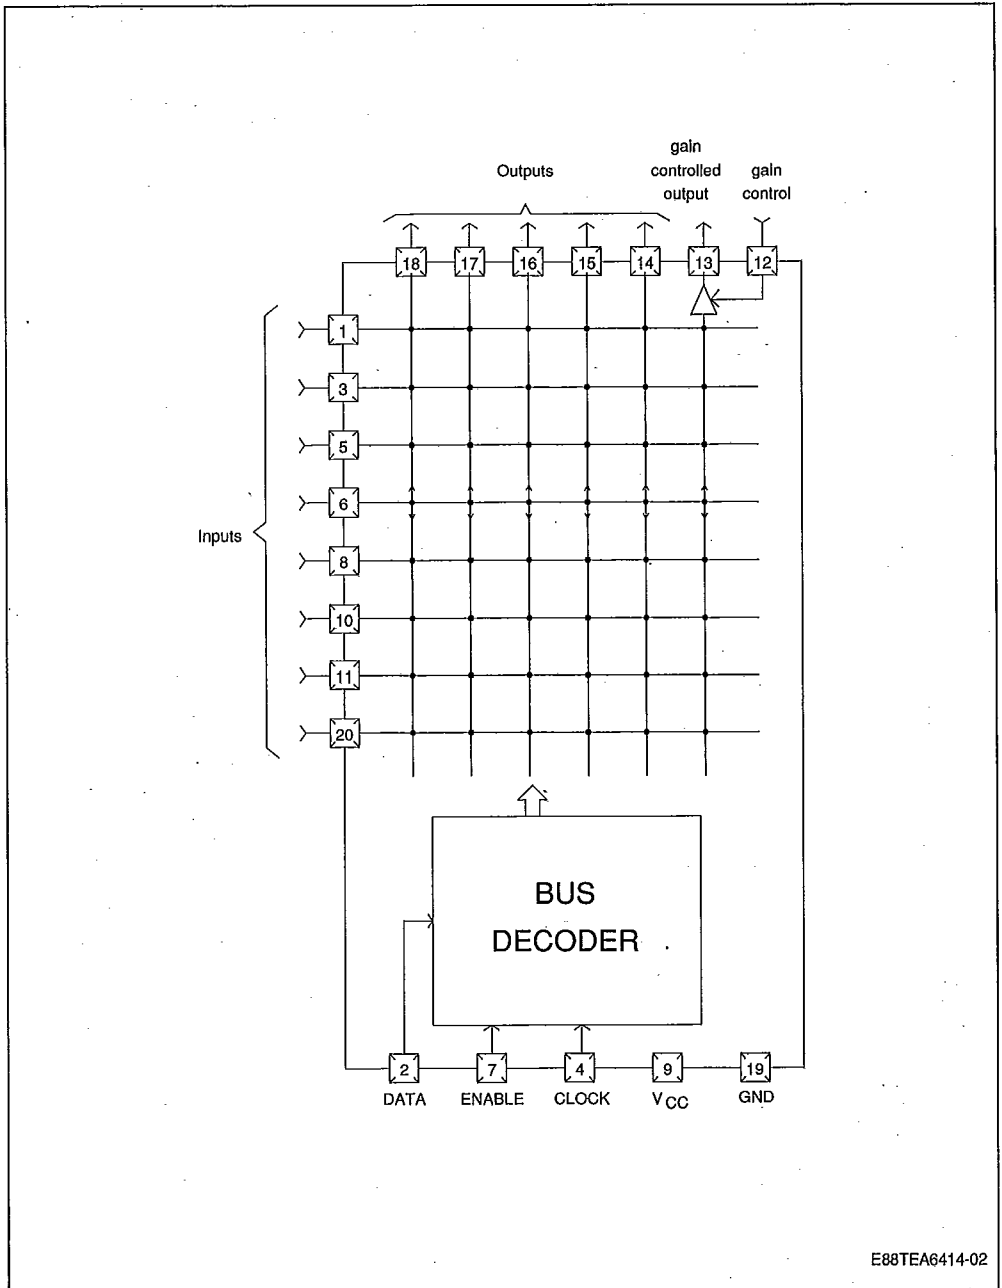 gain
Outputs controlled gain
output control
18 17 16 15 14 13 12
1
3
5
6
Inputs
8
10
11
20
BUS
DECODER
2 7 4 9 19
DATA ENABLE CLOCK VCC GND
E88TEA6414-02